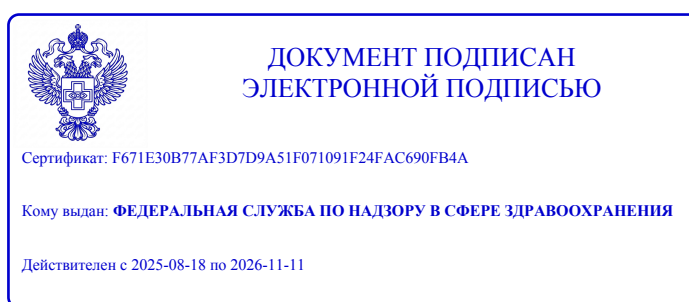 ДОКУМЕНТ ПОДПИСАН
ЭЛЕКТРОННОЙ ПОДПИСЬЮ
Сертификат: F671E30B77AF3D7D9A51F071091F24FAC690FB4A
Кому выдан: ФЕДЕРАЛЬНАЯ СЛУЖБА ПО НАДЗОРУ В СФЕРЕ ЗДРАВООХРАНЕНИЯ
Действителен с 2025-08-18 по 2026-11-11